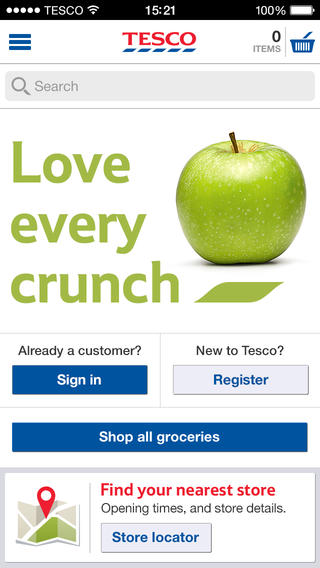 TESCO 15:21 100%
TESCO 0
ITEMS
Search
Love
every
crunch
Already a customer? New to Tesco?
Sign in Register
Shop all groceries
Find your nearest store
Opening times, and store details.
Store locator